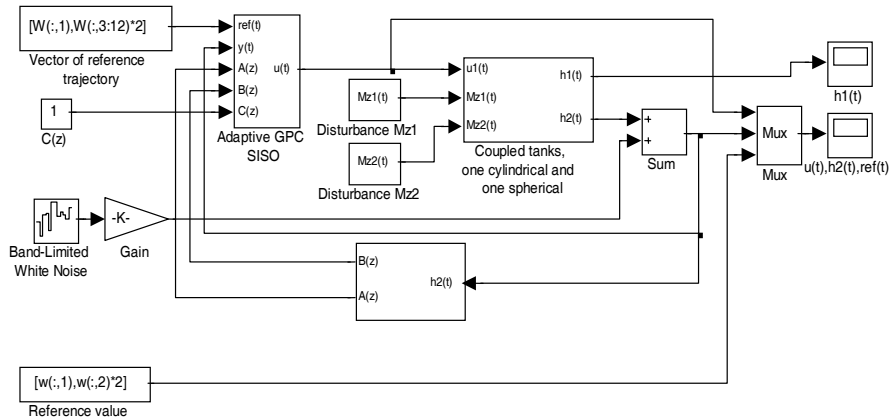 [W(:,1),W(:,3:12)*2]
Vector of reference
trajectory
1
C(z)
ref(t)
y(t)
A(z)
B(z)
C(z)
u(t)
Adaptive GPC
SISO
Mz1(t)
Disturbance Mz1
Mz2(t)
Disturbance Mz2
u1(t)
Mz1(t)
Mz2(t)
h1(t)
h2(t)
Coupled tanks,
one cylindrical and
one spherical
+
+
Sum
Mux
Mux
h1(t)
u(t),h2(t),ref(t)
Band-Limited
White Noise
-K-
Gain
B(z)
A(z)
h2(t)
[w(:,1),w(:,2)*2]
Reference value